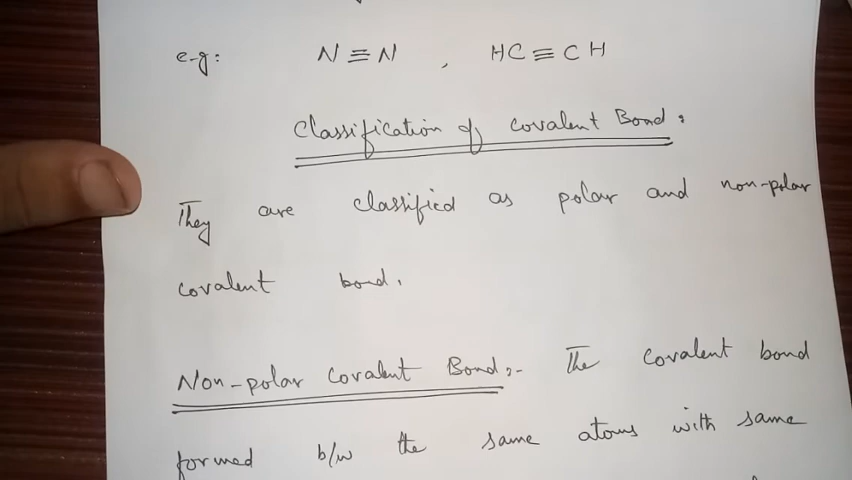 e.g: N≡N , HC≡CH
Classification of covalent Bond:
They are classified as polar and non-polar
covalent bond.
Non-polar covalent Bond:- The covalent bond
formed b/w the same atoms with same